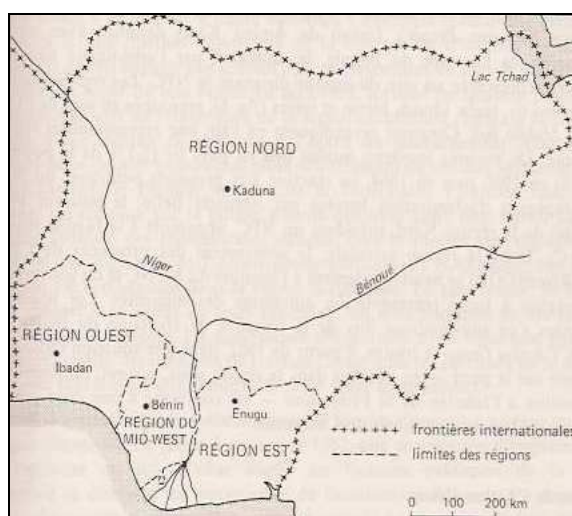 Lac Tchad
RÉGION NORD
Kaduna
Niger
Bénoué
RÉGION OUEST
Ibadan
Bénin
RÉGION DU
MID-WEST
Enugu
RÉGION EST
frontières internationales
limites des régions
0 100 200 km